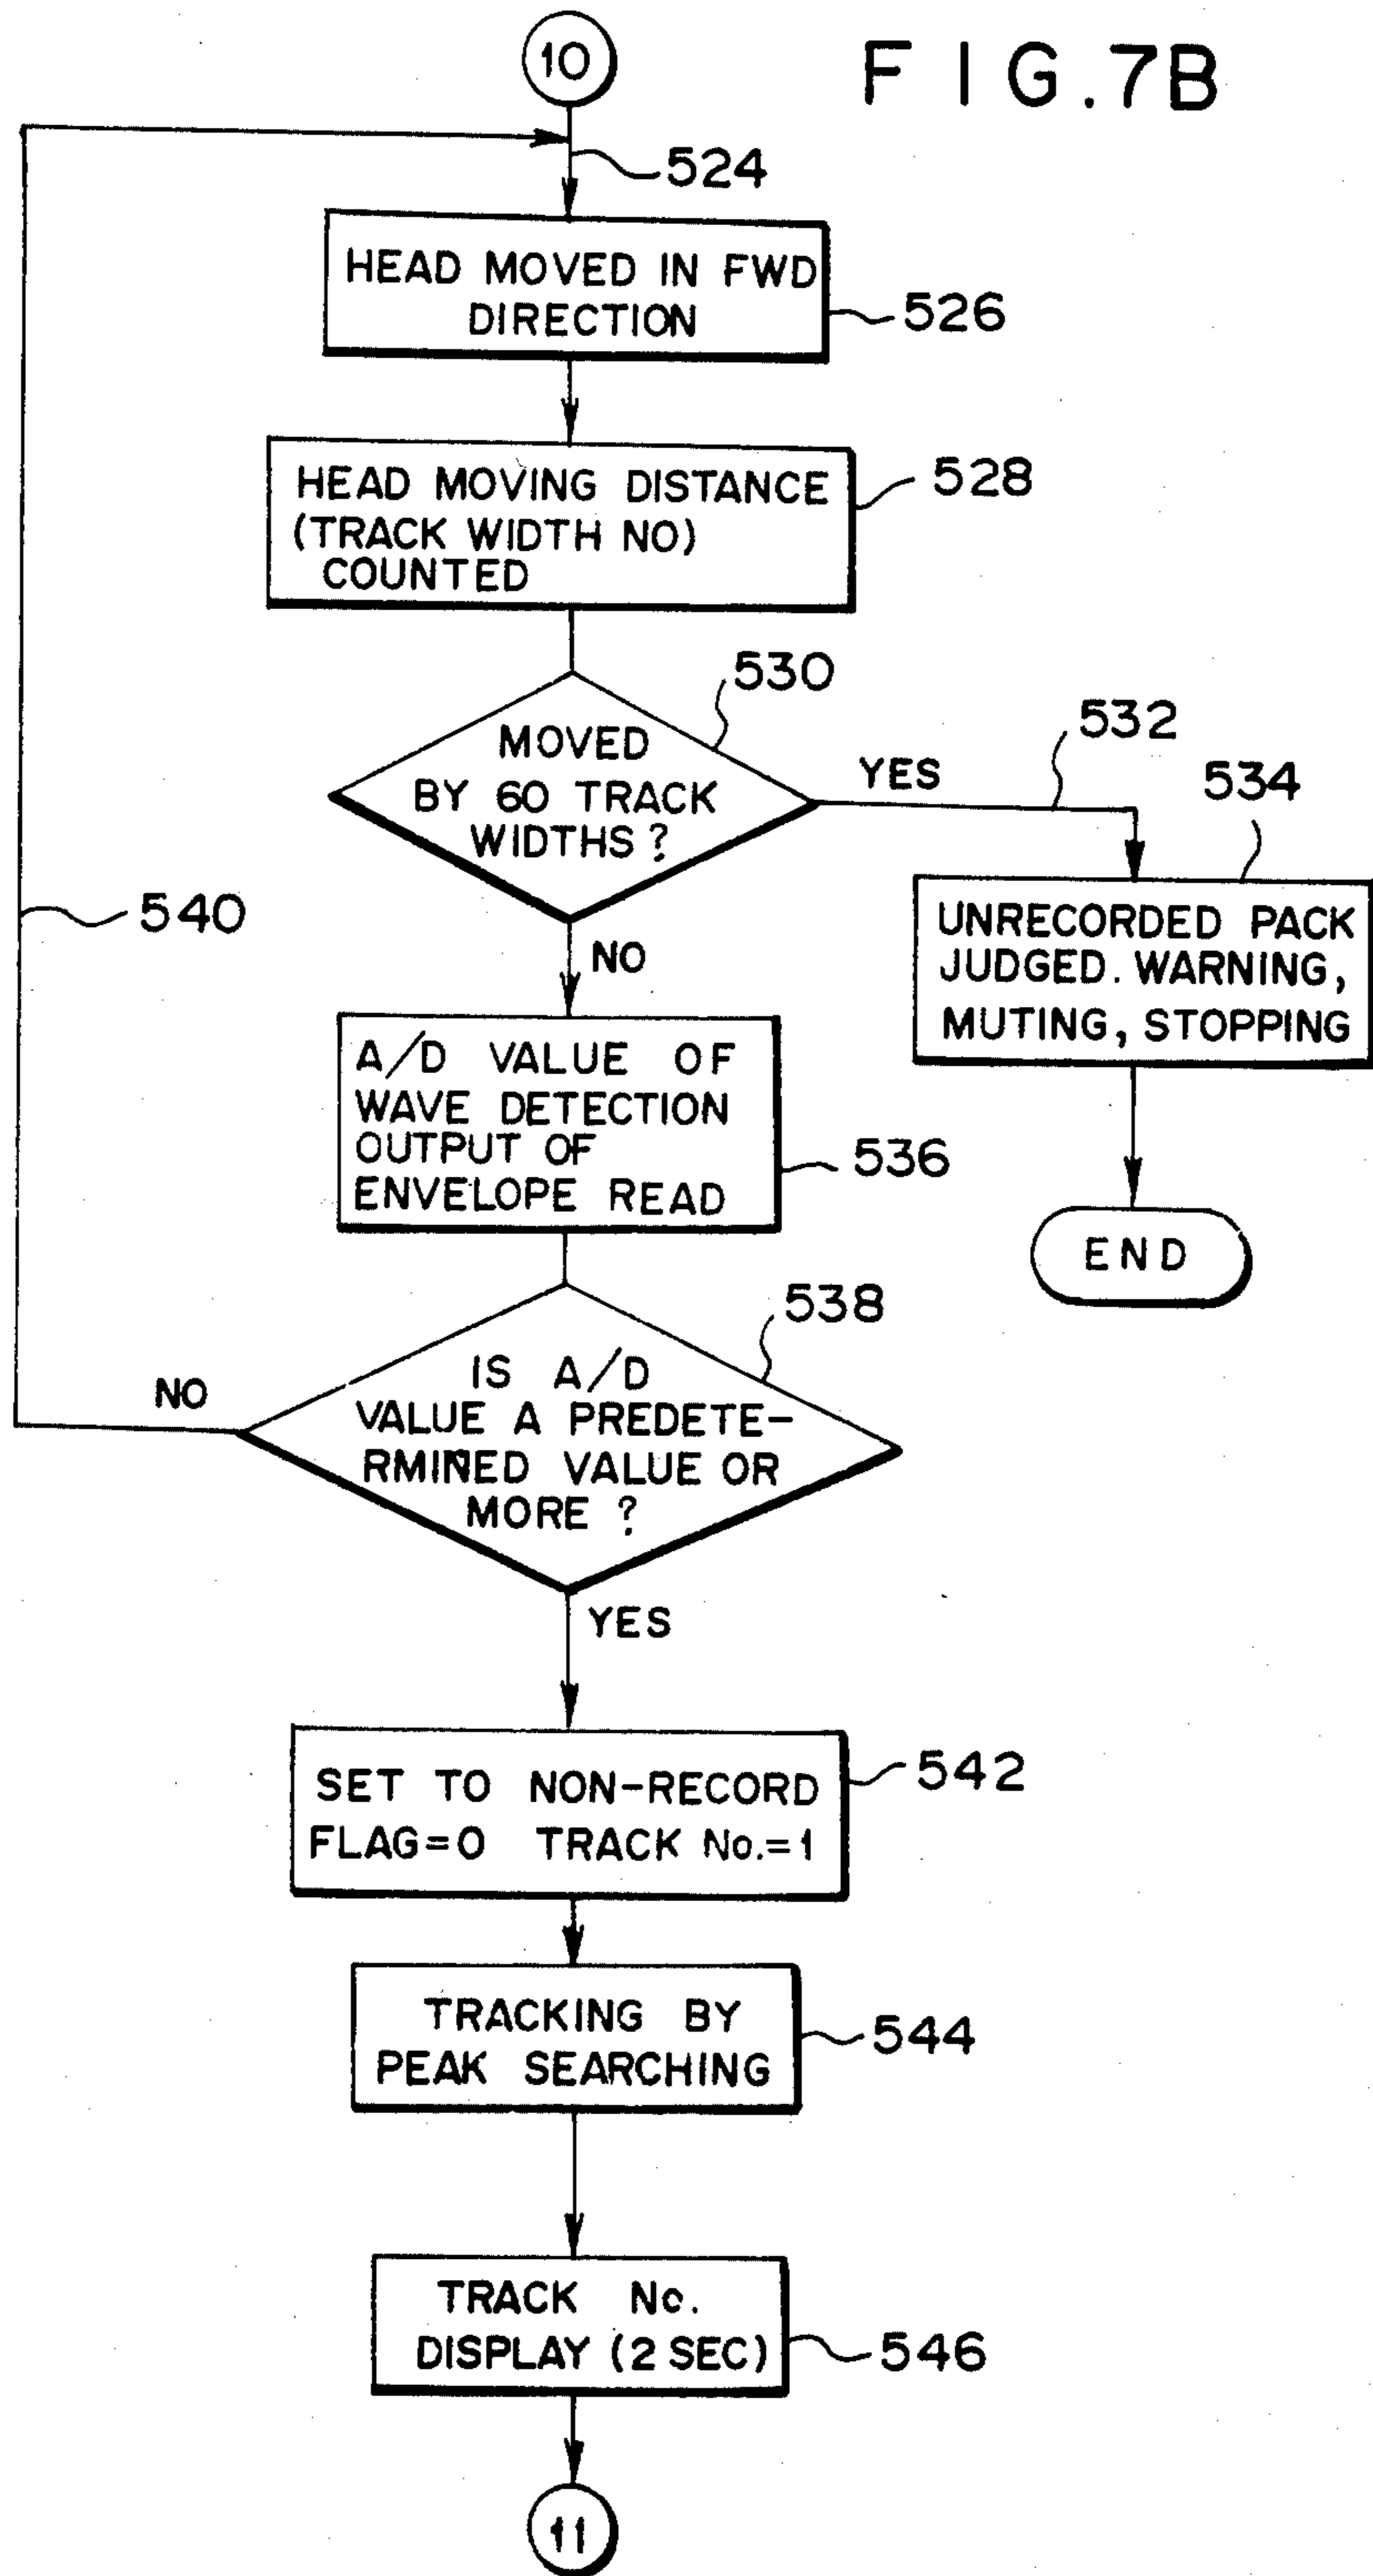 10
FIG.7B
524
HEAD MOVED IN FWD
DIRECTION
526
HEAD MOVING DISTANCE
(TRACK WIDTH NO)
COUNTED
528
530
MOVED
BY 60 TRACK
WIDTHS?
YES
532
534
UNRECORDED PACK
JUDGED. WARNING,
MUTING, STOPPING
END
540
NO
A/D VALUE OF
WAVE DETECTION
OUTPUT OF
ENVELOPE READ
536
538
IS A/D
VALUE A PREDETE-
RMINED VALUE OR
MORE ?
NO
YES
SET TO NON-RECORD
FLAG=0 TRACK No.=1
542
TRACKING BY
PEAK SEARCHING
544
TRACK No.
DISPLAY (2 SEC)
546
11